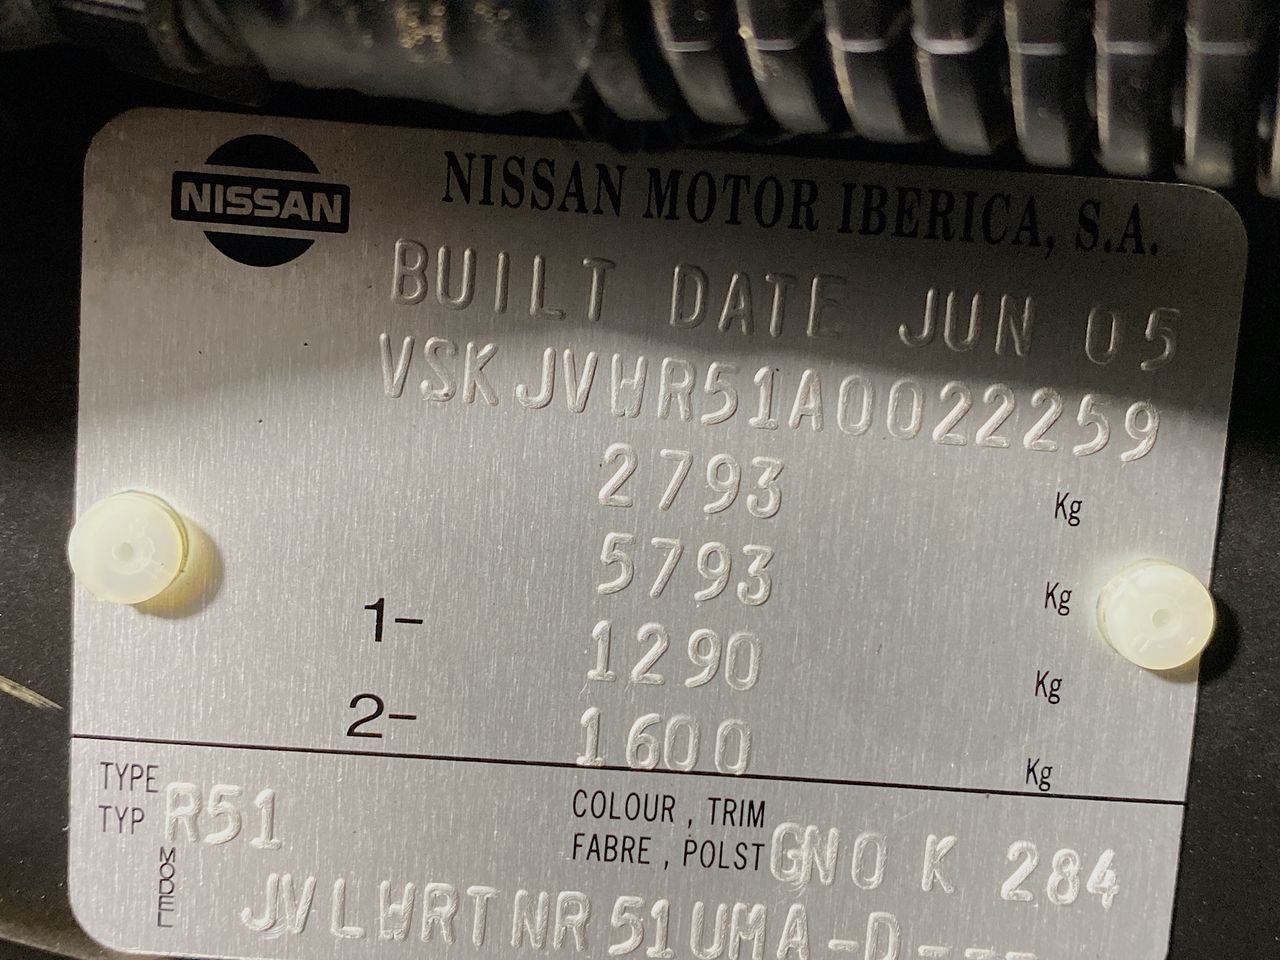 NISSAN
NISSAN MOTOR IBERICA, S.A.
BUILT DATE JUN 05
VSKJVWR51A0022259
2793 Kg
5793 Kg
1- 1290 Kg
2- 1600 Kg
TYPE
TYP R51
COLOUR , TRIM
FABRE , POLST GN0 K 284
MODEL
JVLWRTNR51UMA-D----